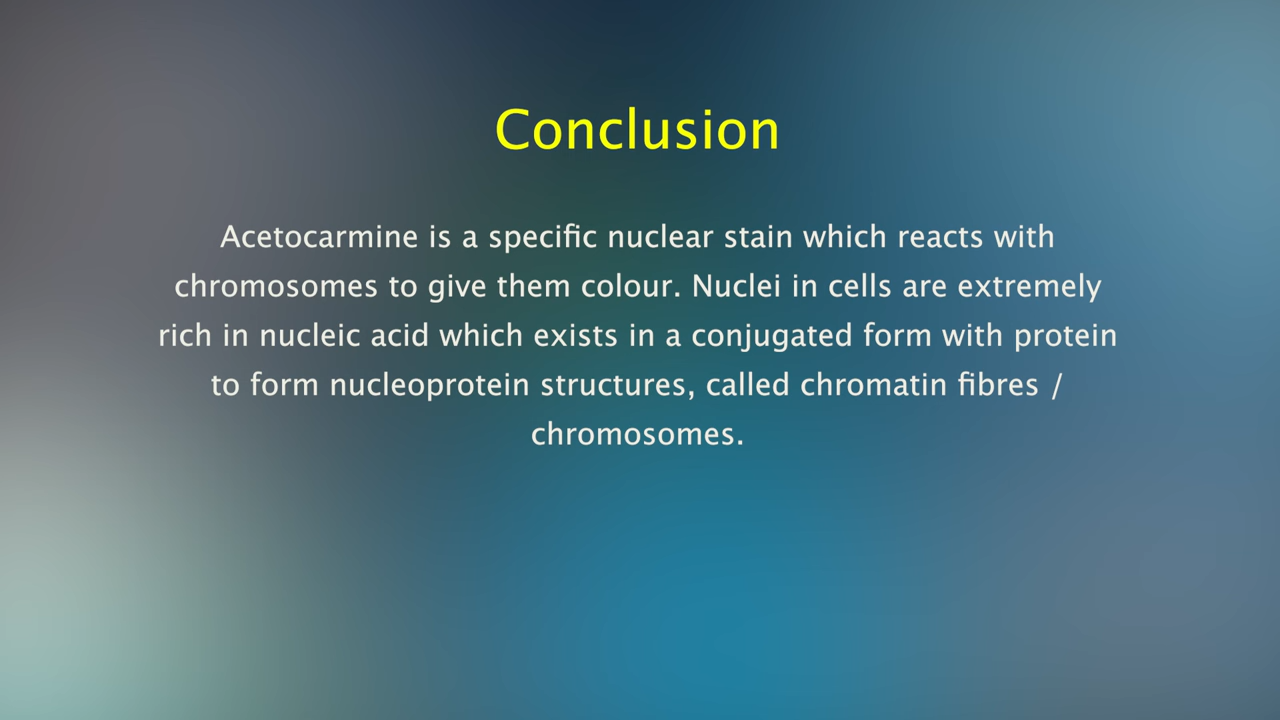 Conclusion
Acetocarmine is a specific nuclear stain which reacts with
chromosomes to give them colour. Nuclei in cells are extremely
rich in nucleic acid which exists in a conjugated form with protein
to form nucleoprotein structures, called chromatin fibres /
chromosomes.